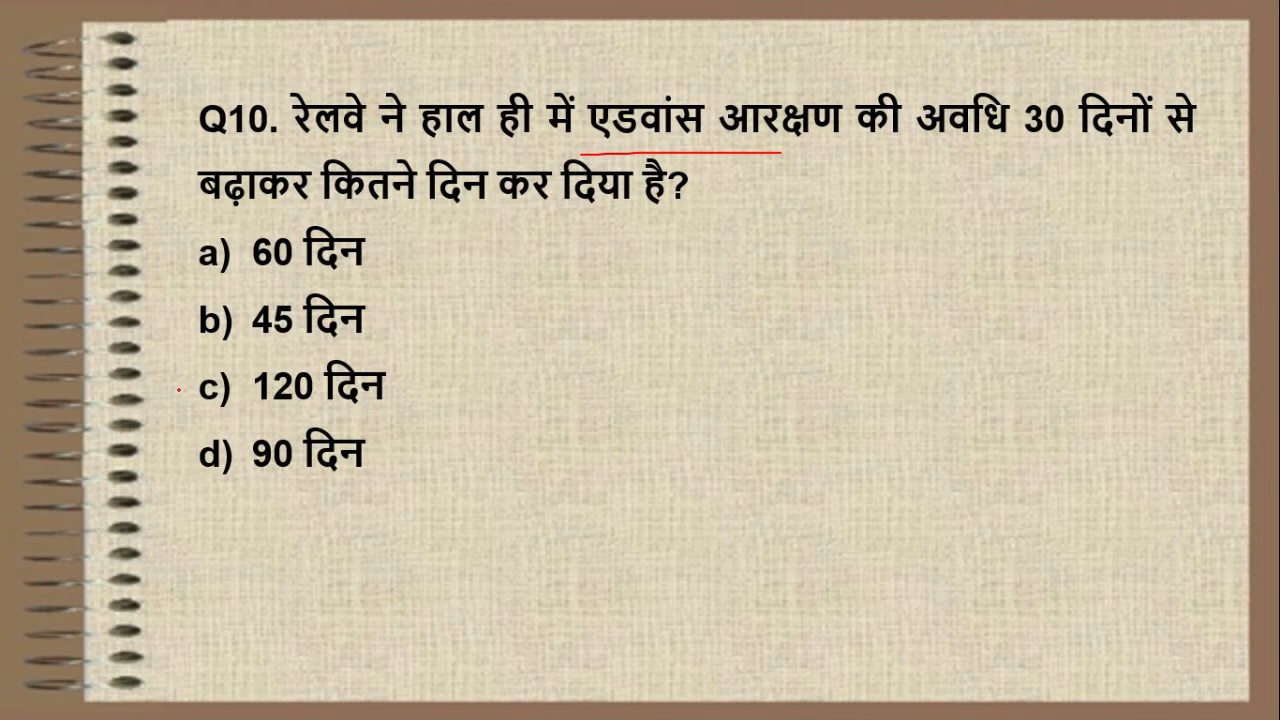 Q10. रेलवे ने हाल ही में एडवांस आरक्षण की अवधि 30 दिनों से
बढ़ाकर कितने दिन कर दिया है?
a) 60 दिन
b) 45 दिन
c) 120 दिन
d) 90 दिन